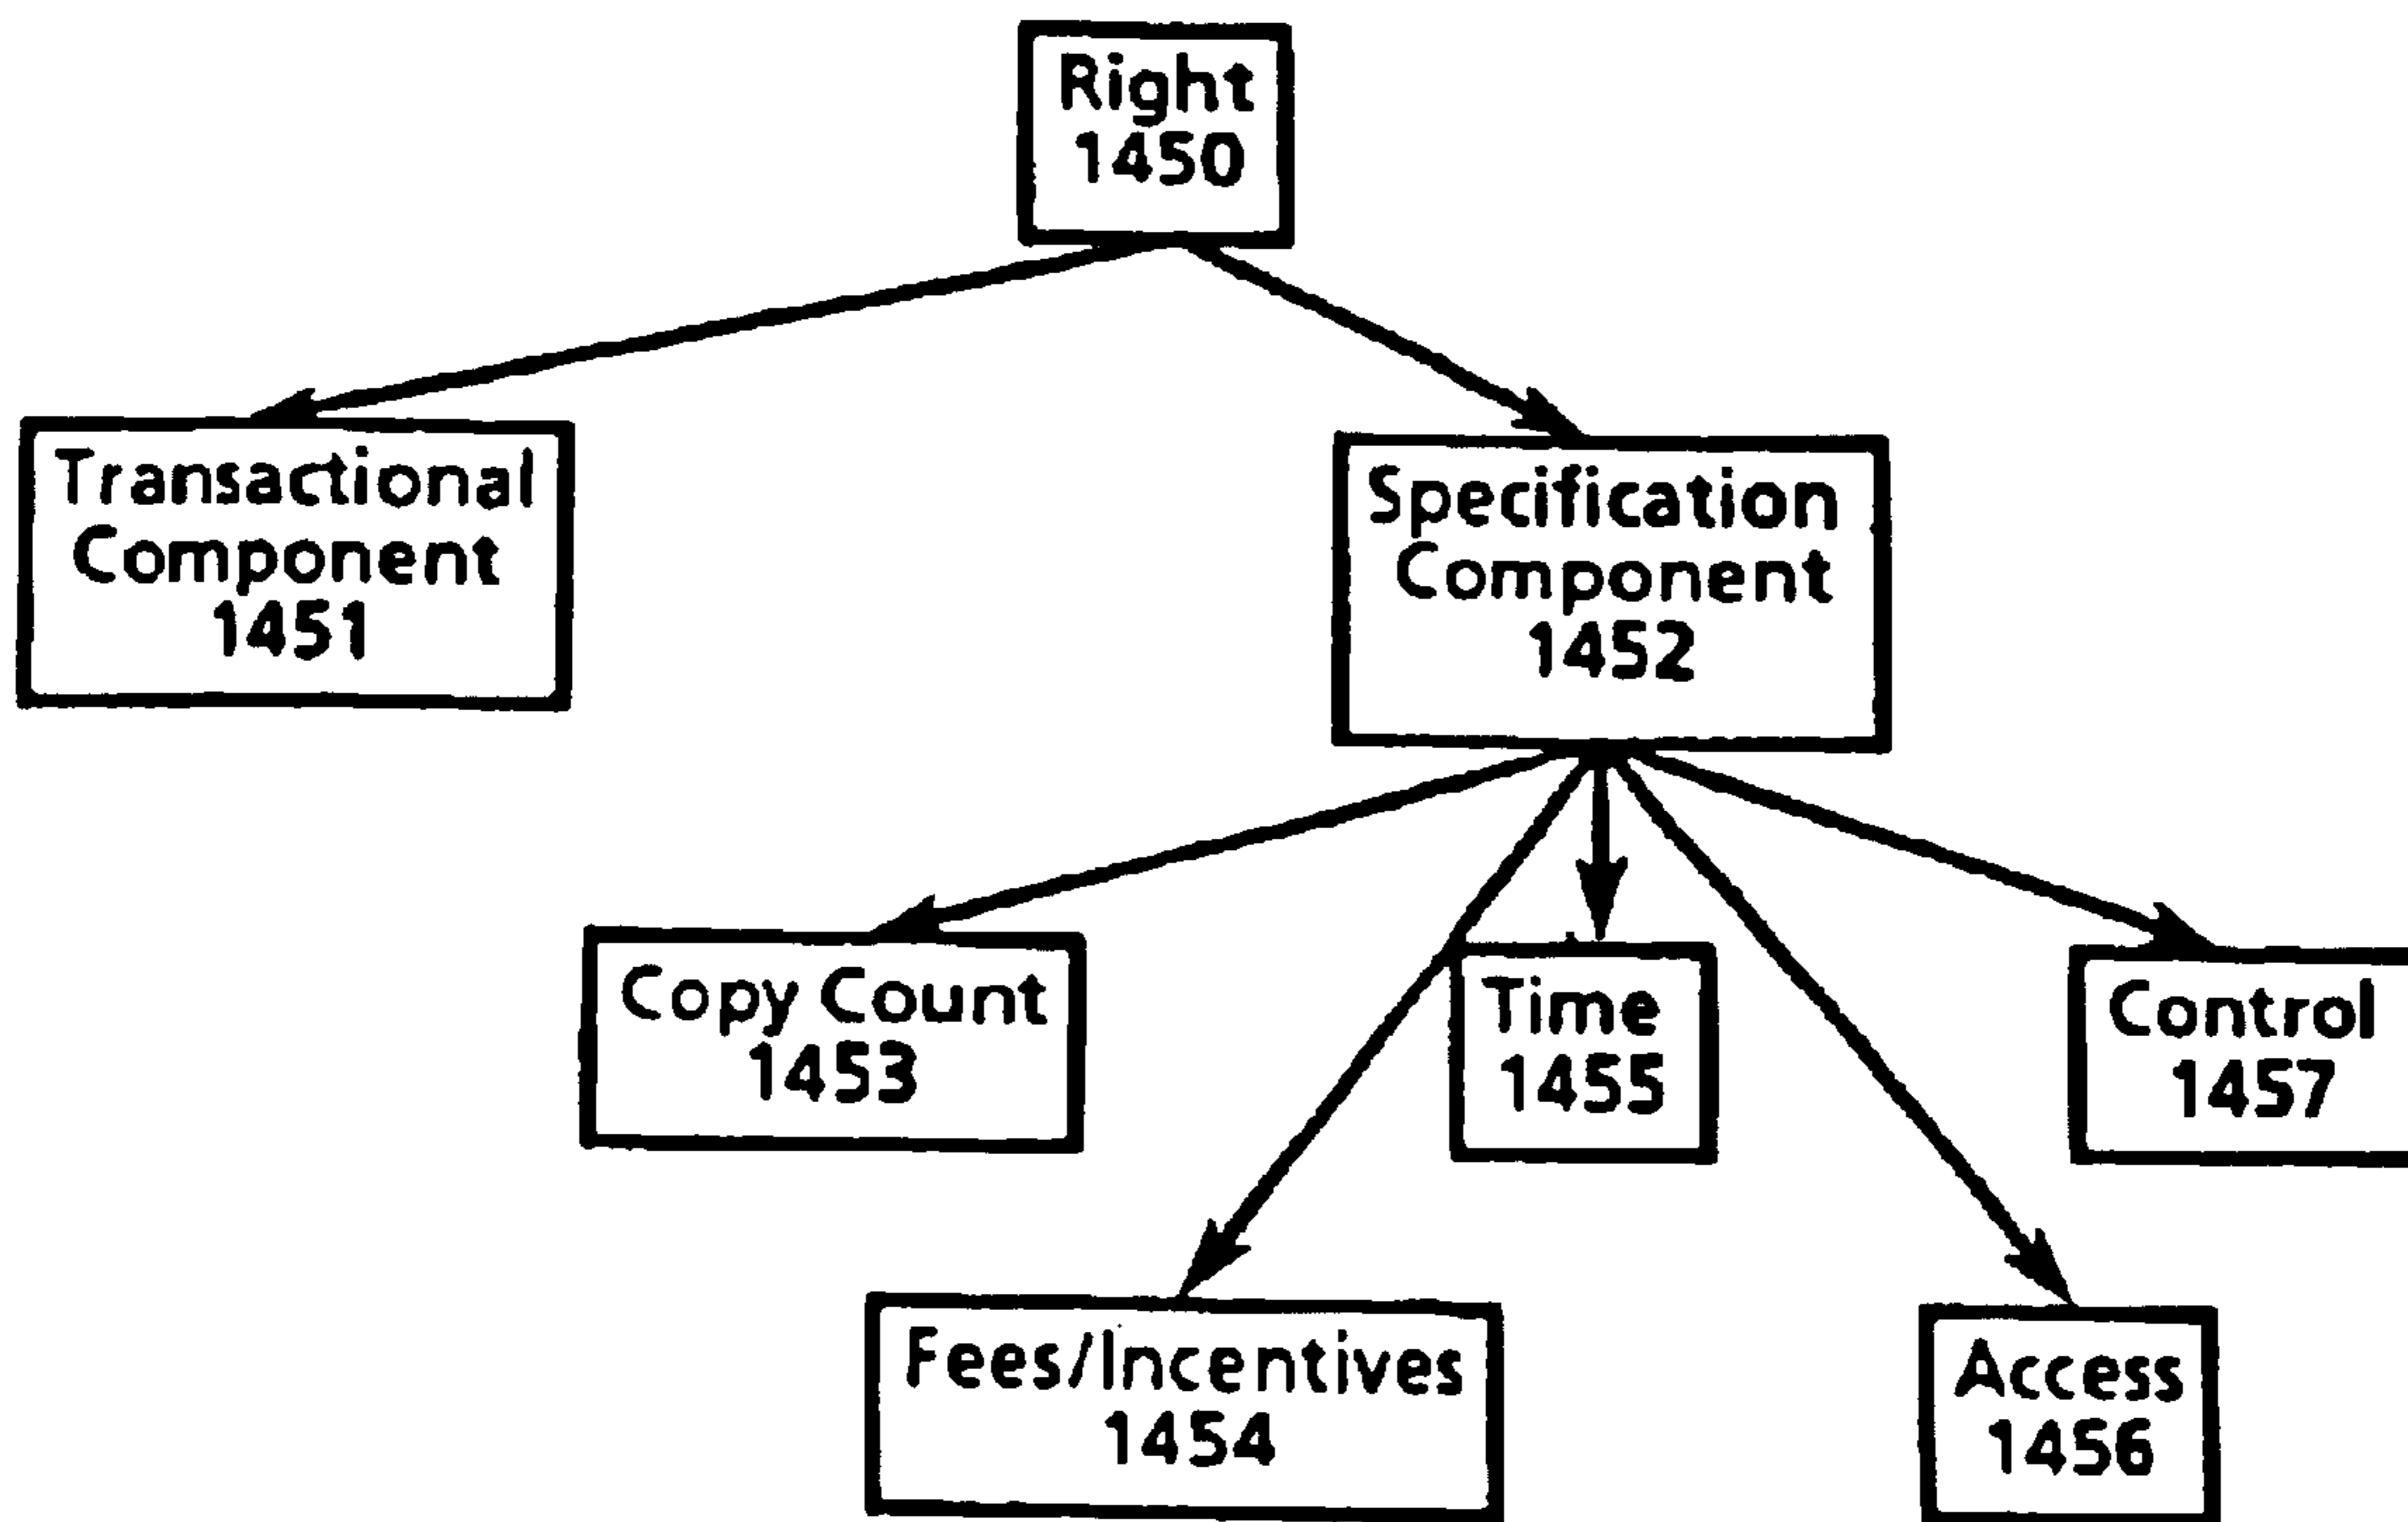 Right
1450
Transactional
Component
1451
Specification
Component
1452
Copy Count
1453
Time
1455
Control
1457
Fees/Incentives
1454
Access
1456